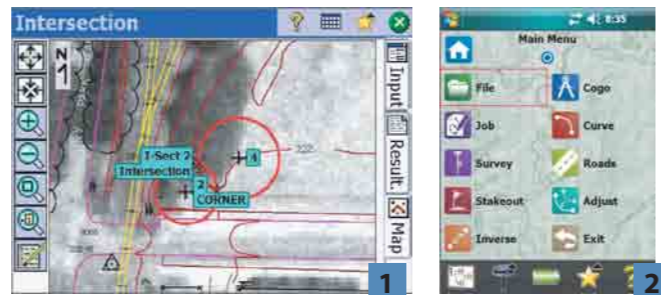 Intersection
N
1
Input
Result.
Map
I-Sect 2
Intersection
4
2
CORNER
1
8:35
Main Menu
File
Cogo
Job
Curve
Survey
Roads
Stakeout
Adjust
Inverse
Exit
2